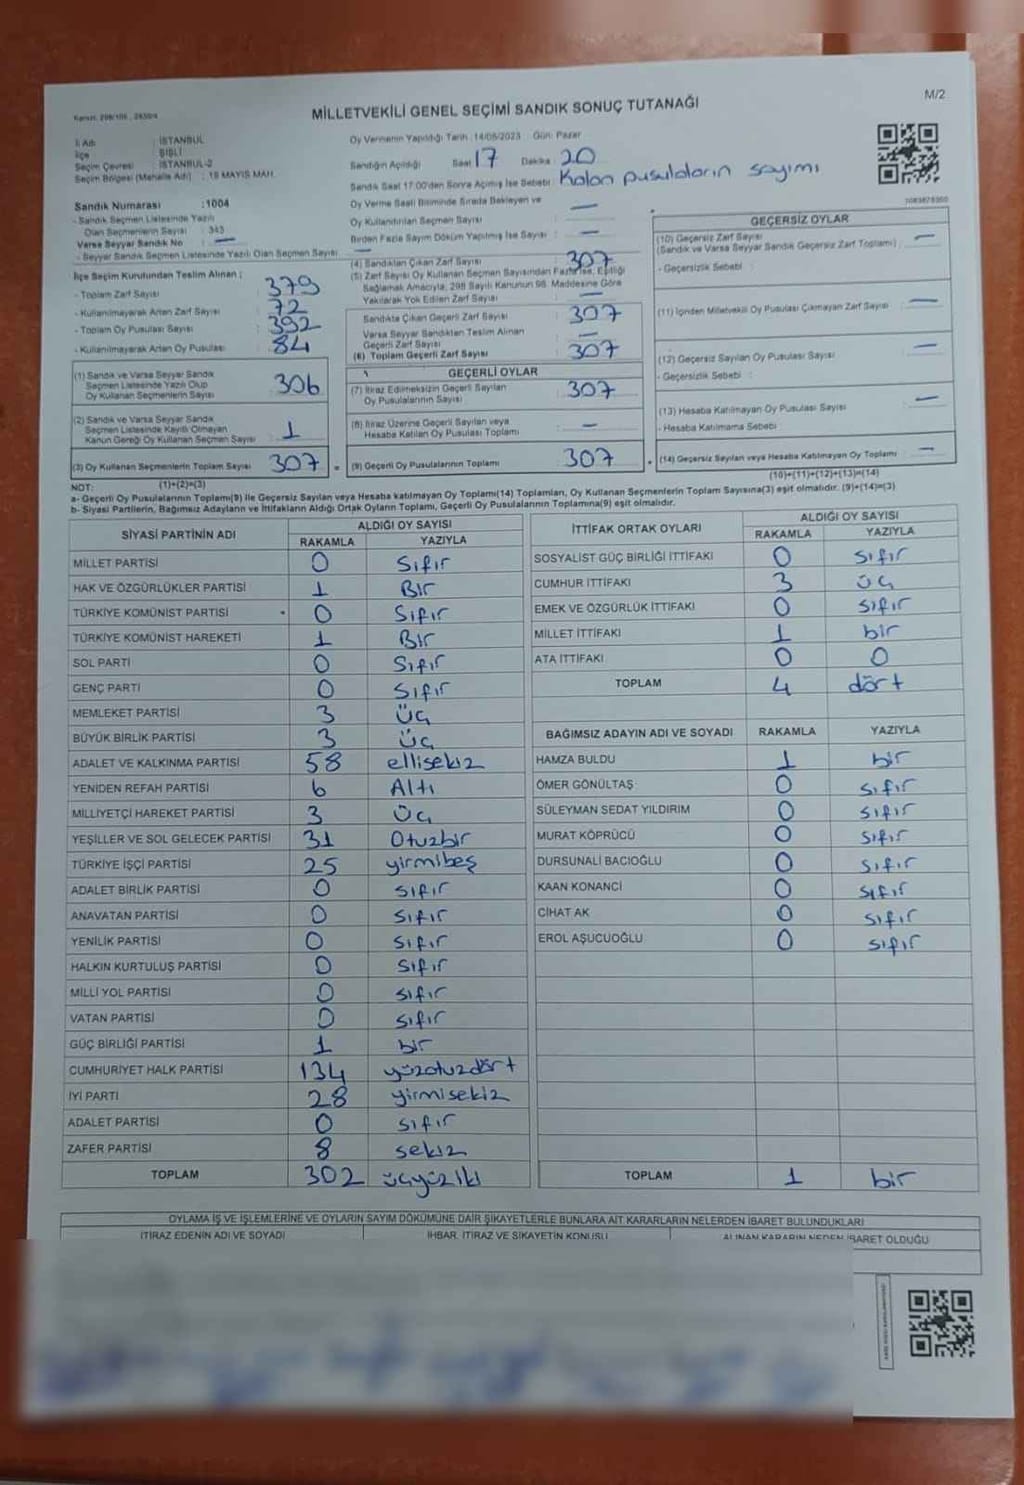 M/2
MİLLETVEKİLİ GENEL SEÇİMİ SANDIK SONUÇ TUTANAĞI
İl Adı : İSTANBUL
İlçe : ŞİŞLİ
Seçim Çevresi : İSTANBUL-2
Seçim Bölgesi (Mahalle Adı) : 19 MAYIS MAH.
Oy Vermenin Yapıldığı Tarih : 14/05/2023 Gün: Pazar
Sandığın Açıldığı Saat : 17 Dakika : 20
Sandık Saat 17:00'den Sonra Açılmış İse Sebebi : Kalan pusulaların sayımı
Sandık Numarası :1004
- Sandık Seçmen Listesinde Yazılı
Olan Seçmenlerin Sayısı : 343
Varsa Seyyar Sandık No : —
- Seyyar Sandık Seçmen Listesinde Yazılı Olan Seçmen Sayısı : —
Oy Verme Saati Bitiminde Sırada Bekleyen ve
Oy Kullandırılan Seçmen Sayısı : —
Birden Fazla Sayım Döküm Yapılmış İse Sayısı : —
İlçe Seçim Kurulundan Teslim Alınan ;
- Toplam Zarf Sayısı : 379
- Kullanılmayarak Artan Zarf Sayısı : 72
- Toplam Oy Pusulası Sayısı : 392
- Kullanılmayarak Artan Oy Pusulası : 84
(1) Sandık ve Varsa Seyyar Sandık
Seçmen Listesinde Yazılı Olup
Oy Kullanan Seçmenlerin Sayısı : 306
(2) Sandık ve Varsa Seyyar Sandık
Seçmen Listesinde Kayıtlı Olmayan
Kanun Gereği Oy Kullanan Seçmen Sayısı : 1
(3) Oy Kullanan Seçmenlerin Toplam Sayısı : 307
(1)+(2)=(3)
(4) Sandıktan Çıkan Zarf Sayısı : 307
(5) Zarf Sayısı Oy Kullanan Seçmen Sayısından Fazla ise, Eşitliği
Sağlamak Amacıyla, 298 Sayılı Kanunun 98. Maddesine Göre
Yakılarak Yok Edilen Zarf Sayısı : —
Sandıkta Çıkan Geçerli Zarf Sayısı : 307
Varsa Seyyar Sandıktan Teslim Alınan
Geçerli Zarf Sayısı : —
(6) Toplam Geçerli Zarf Sayısı : 307
GEÇERLİ OYLAR
(7) İtiraz Edilmeksizin Geçerli Sayılan
Oy Pusulalarının Sayısı : 307
(8) İtiraz Üzerine Geçerli Sayılan veya
Hesaba Katılan Oy Pusulası Toplamı : —
= (9) Geçerli Oy Pusulalarının Toplamı : 307
GEÇERSİZ OYLAR
(10) Geçersiz Zarf Sayısı
(Sandık ve Varsa Seyyar Sandık Geçersiz Zarf Toplamı) : —
- Geçersizlik Sebebi :
(11) İçinden Milletvekili Oy Pusulası Çıkmayan Zarf Sayısı : —
(12) Geçersiz Sayılan Oy Pusulası Sayısı : —
- Geçersizlik Sebebi :
(13) Hesaba Katılmayan Oy Pusulası Sayısı : —
- Hesaba Katılmama Sebebi :
+ (14) Geçersiz Sayılan veya Hesaba Katılmayan Oy Toplamı : —
(10)+(11)+(12)+(13)=(14)
NOT:
a- Geçerli Oy Pusulalarının Toplamı(9) ile Geçersiz Sayılan veya Hesaba katılmayan Oy Toplamı(14) Toplamları, Oy Kullanan Seçmenlerin Toplam Sayısına(3) eşit olmalıdır. (9)+(14)=(3)
b- Siyasi Partilerin, Bağımsız Adayların ve İttifakların Aldığı Ortak Oyların Toplamı, Geçerli Oy Pusulalarının Toplamına(9) eşit olmalıdır.
SİYASİ PARTİNİN ADI ALDIĞI OY SAYISI
RAKAMLA YAZIYLA
MİLLET PARTİSİ 0 Sıfır
HAK VE ÖZGÜRLÜKLER PARTİSİ 1 Bir
TÜRKİYE KOMÜNİST PARTİSİ 0 Sıfır
TÜRKİYE KOMÜNİST HAREKETİ 1 Bir
SOL PARTİ 0 Sıfır
GENÇ PARTİ 0 Sıfır
MEMLEKET PARTİSİ 3 Üç
BÜYÜK BİRLİK PARTİSİ 3 Üç
ADALET VE KALKINMA PARTİSİ 58 ellisekiz
YENİDEN REFAH PARTİSİ 6 Altı
MİLLİYETÇİ HAREKET PARTİSİ 3 Üç
YEŞİLLER VE SOL GELECEK PARTİSİ 31 Otuzbir
TÜRKİYE İŞÇİ PARTİSİ 25 yirmibeş
ADALET BİRLİK PARTİSİ 0 sıfır
ANAVATAN PARTİSİ 0 sıfır
YENİLİK PARTİSİ 0 sıfır
HALKIN KURTULUŞ PARTİSİ 0 sıfır
MİLLİ YOL PARTİSİ 0 sıfır
VATAN PARTİSİ 0 sıfır
GÜÇ BİRLİĞİ PARTİSİ 1 bir
CUMHURİYET HALK PARTİSİ 134 yüzotuzdört
İYİ PARTİ 28 yirmisekiz
ADALET PARTİSİ 0 sıfır
ZAFER PARTİSİ 8 sekiz
TOPLAM 302 üçyüziki
İTTİFAK ORTAK OYLARI ALDIĞI OY SAYISI
RAKAMLA YAZIYLA
SOSYALİST GÜÇ BİRLİĞİ İTTİFAKI 0 sıfır
CUMHUR İTTİFAKI 3 üç
EMEK VE ÖZGÜRLÜK İTTİFAKI 0 sıfır
MİLLET İTTİFAKI 1 bir
ATA İTTİFAKI 0 0
TOPLAM 4 dört
BAĞIMSIZ ADAYIN ADI VE SOYADI RAKAMLA YAZIYLA
HAMZA BULDU 1 bir
ÖMER GÖNÜLTAŞ 0 sıfır
SÜLEYMAN SEDAT YILDIRIM 0 sıfır
MURAT KÖPRÜCÜ 0 sıfır
DURSUNALİ BACIOĞLU 0 sıfır
KAAN KONANCİ 0 sıfır
CİHAT AK 0 sıfır
EROL AŞUCUOĞLU 0 sıfır
TOPLAM 1 bir
OYLAMA İŞ VE İŞLEMLERİNE VE OYLARIN SAYIM DÖKÜMÜNE DAİR ŞİKAYETLERLE BUNLARA AİT KARARLARIN NELERDEN İBARET BULUNDUKLARI
İTİRAZ EDENİN ADI VE SOYADI İHBAR, İTİRAZ VE ŞİKAYETİN KONUSU ALINAN KARARIN NEDEN İBARET OLDUĞU